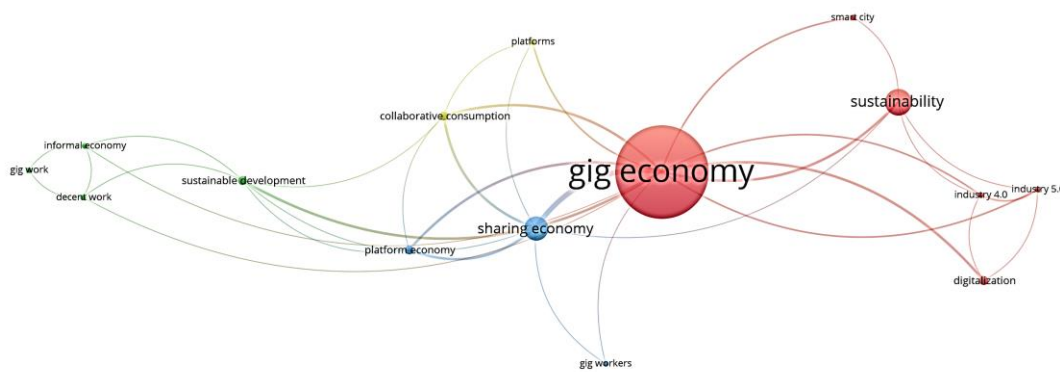 smart city
platforms
sustainability
collaborative consumption
informal economy
gig work
gig economy
sustainable development
industry 5.0
industry 4.0
decent work
sharing economy
platform economy
digitalization
gig workers